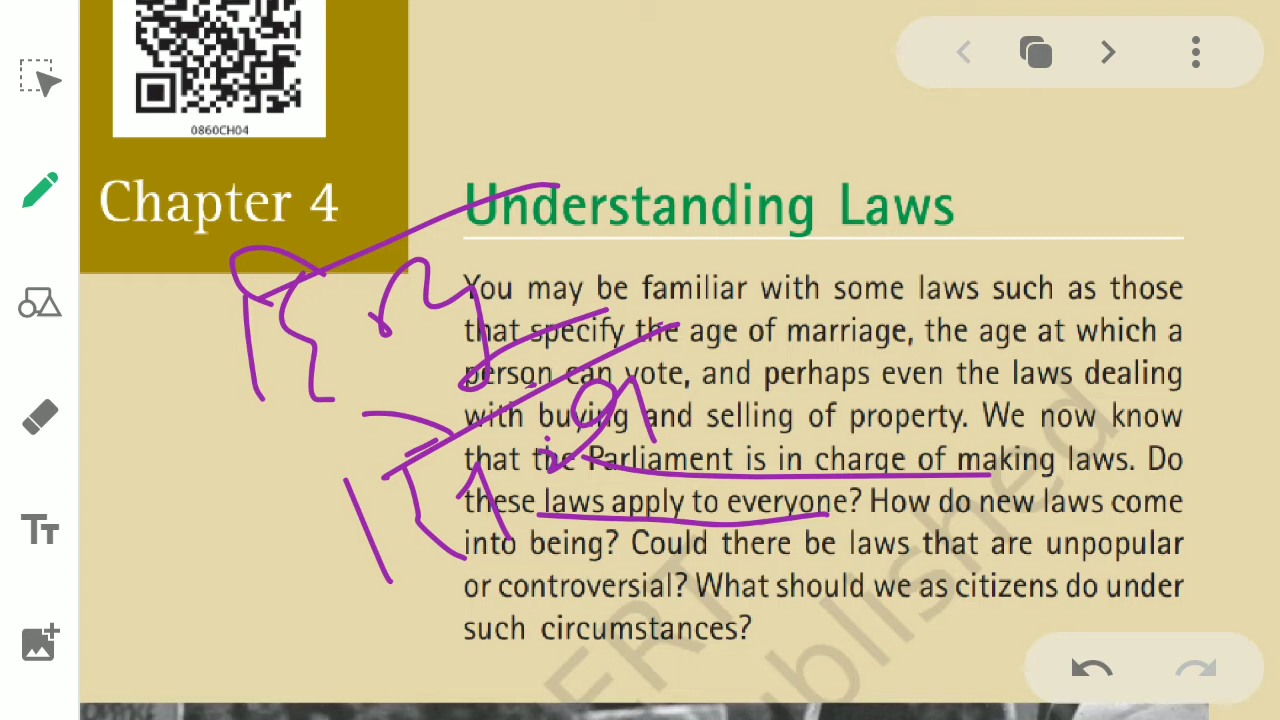 0860CH04
Chapter 4
Understanding Laws
You may be familiar with some laws such as those
that specify the age of marriage, the age at which a
person can vote, and perhaps even the laws dealing
with buying and selling of property. We now know
that the Parliament is in charge of making laws. Do
these laws apply to everyone? How do new laws come
into being? Could there be laws that are unpopular
or controversial? What should we as citizens do under
such circumstances?